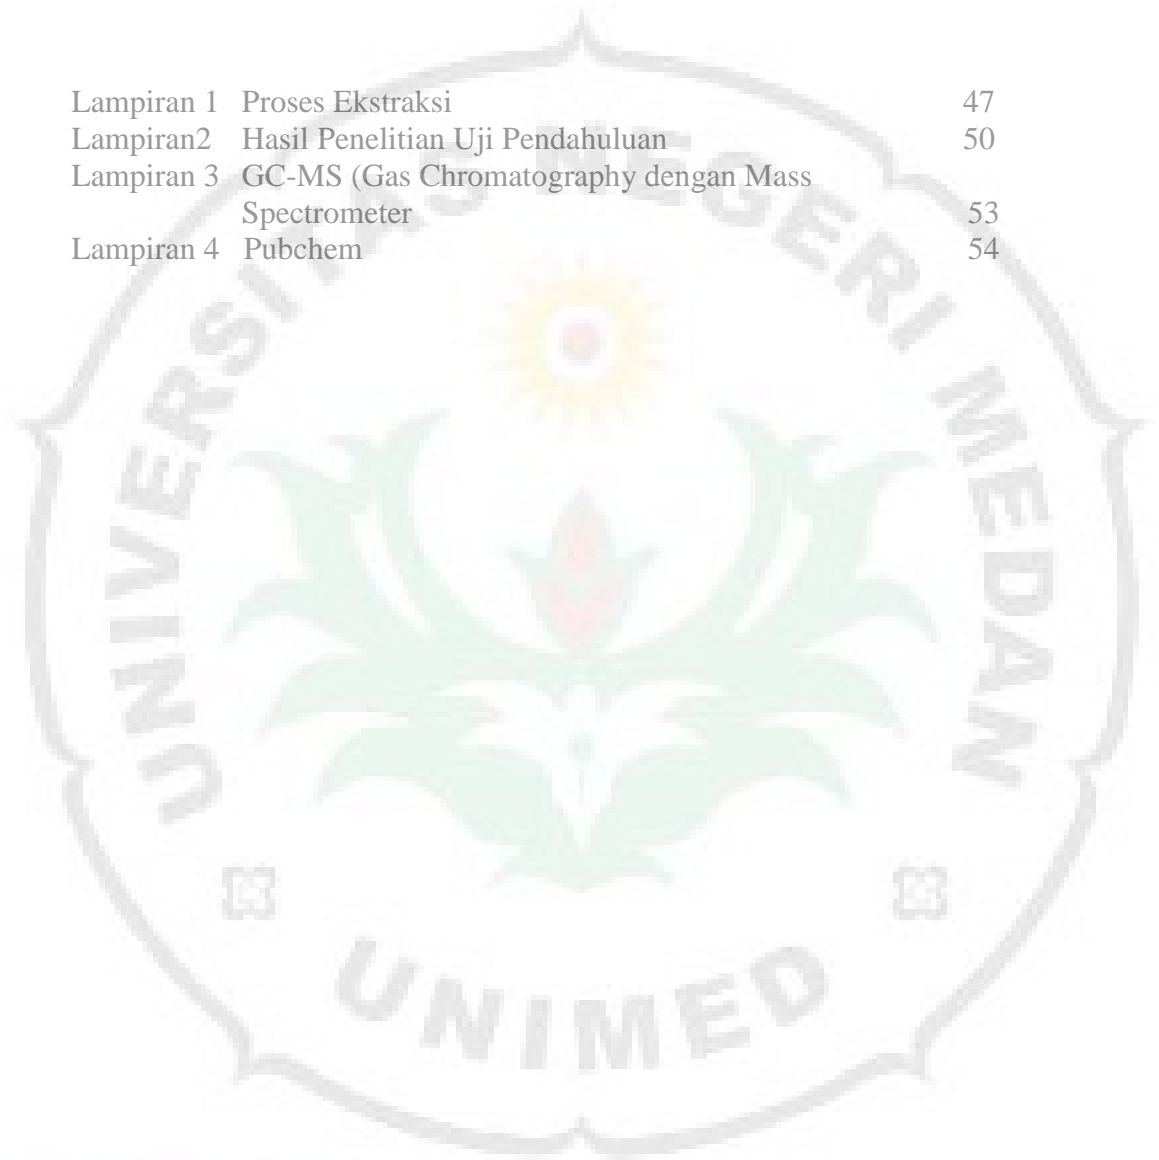 Lampiran 1 Proses Ekstraksi 47
Lampiran2 Hasil Penelitian Uji Pendahuluan 50
Lampiran 3 GC-MS (Gas Chromatography dengan Mass
Spectrometer 53
Lampiran 4 Pubchem 54
UNIVERSITAS NEGERI MEDAN
UNIMED